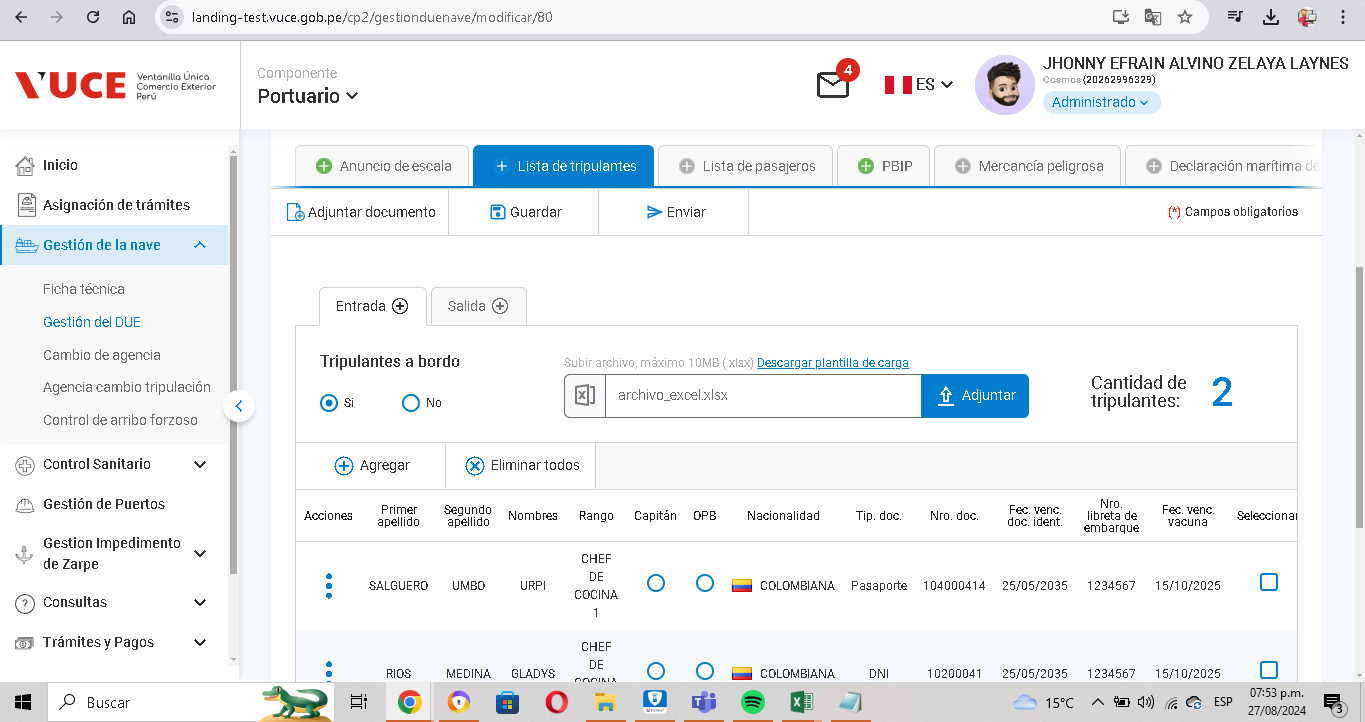 landing-test.vuce.gob.pe/cp2/gestionduenave/modificar/80
VUCE
Ventanilla Única
Comercio Exterior
Perú
Componente
Portuario
4
ES
JHONNY EFRAIN ALVINO ZELAYA LAYNES
Cosmos (20262996329)
Administrado
Inicio
Asignación de trámites
Gestión de la nave
Ficha técnica
Gestión del DUE
Cambio de agencia
Agencia cambio tripulación
Control de arribo forzoso
Control Sanitario
Gestión de Puertos
Gestion Impedimento
de Zarpe
Consultas
Trámites y Pagos
Anuncio de escala
Lista de tripulantes
Lista de pasajeros
PBIP
Mercancía peligrosa
Declaración marítima de
Adjuntar documento
Guardar
Enviar
(*) Campos obligatorios
Entrada
Salida
Tripulantes a bordo
Si
No
Subir archivo, máximo 10MB (.xlsx) Descargar plantilla de carga
archivo_excel.xlsx
Adjuntar
Cantidad de
tripulantes:
2
Agregar
Eliminar todos
Acciones
Primer
apellido
Segundo
apellido
Nombres
Rango
Capitán
OPB
Nacionalidad
Tip. doc.
Nro. doc.
Fec. venc.
doc. ident.
Nro.
libreta de
embarque
Fec. venc.
vacuna
Seleccionar
SALGUERO
UMBO
URPI
CHEF
DE
COCINA
1
COLOMBIANA
Pasaporte
104000414
25/05/2035
1234567
15/10/2025
RIOS
MEDINA
GLADYS
CHEF
DE
COCINA
COLOMBIANA
DNI
10200041
25/05/2035
1234567
15/10/2025
Buscar
15°C
ESP
07:53 p.m.
27/08/2024
3